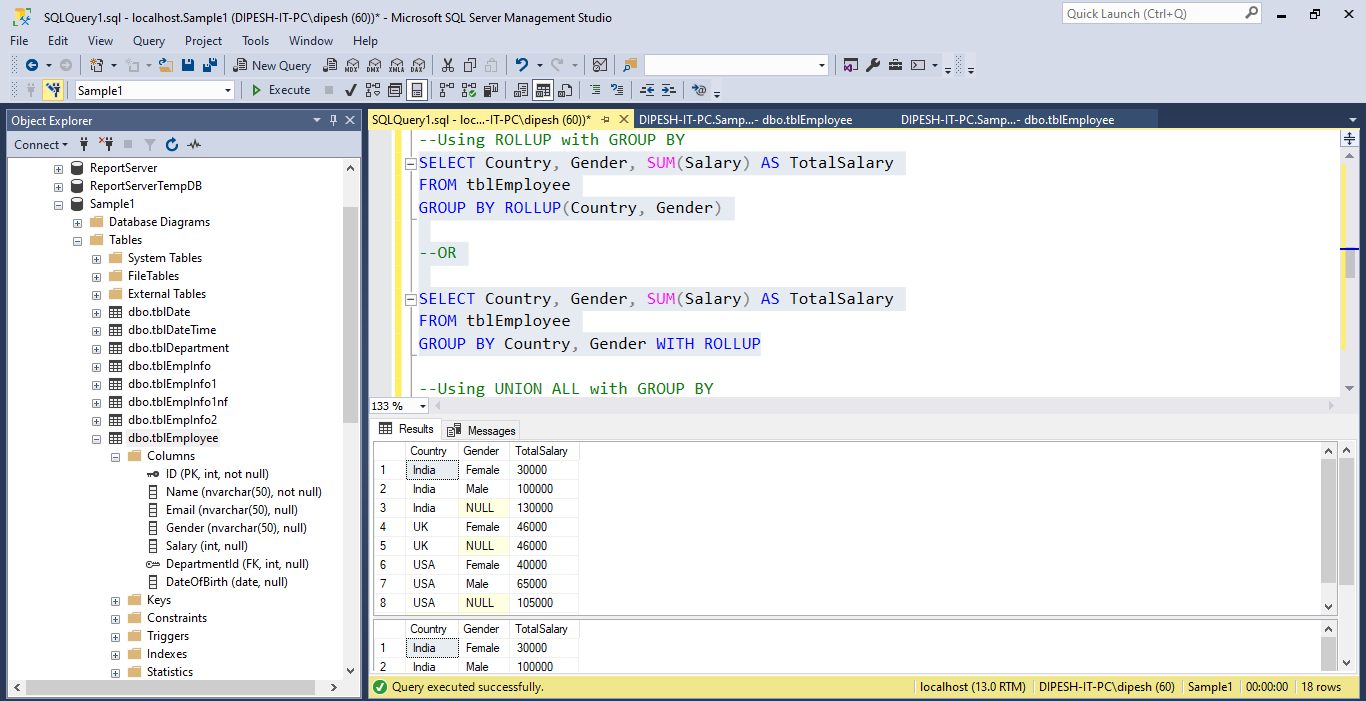 SQLQuery1.sql - localhost.Sample1 (DIPESH-IT-PC\dipesh (60))* - Microsoft SQL Server Management Studio
Quick Launch (Ctrl+Q)
File Edit View Query Project Tools Window Help
New Query MDX DMX XMLA DAX
Sample1 Execute
Object Explorer
Connect
ReportServer
ReportServerTempDB
Sample1
Database Diagrams
Tables
System Tables
FileTables
External Tables
dbo.tblDate
dbo.tblDateTime
dbo.tblDepartment
dbo.tblEmpInfo
dbo.tblEmpInfo1
dbo.tblEmpInfo1nf
dbo.tblEmpInfo2
dbo.tblEmployee
Columns
ID (PK, int, not null)
Name (nvarchar(50), not null)
Email (nvarchar(50), null)
Gender (nvarchar(50), null)
Salary (int, null)
DepartmentId (FK, int, null)
DateOfBirth (date, null)
Keys
Constraints
Triggers
Indexes
Statistics
SQLQuery1.sql - loc...-IT-PC\dipesh (60))* DIPESH-IT-PC.Samp...- dbo.tblEmployee DIPESH-IT-PC.Samp...- dbo.tblEmployee
--Using ROLLUP with GROUP BY
SELECT Country, Gender, SUM(Salary) AS TotalSalary
FROM tblEmployee
GROUP BY ROLLUP(Country, Gender)
--OR
SELECT Country, Gender, SUM(Salary) AS TotalSalary
FROM tblEmployee
GROUP BY Country, Gender WITH ROLLUP
--Using UNION ALL with GROUP BY
133 %
Results Messages
Country Gender TotalSalary
1 India Female 30000
2 India Male 100000
3 India NULL 130000
4 UK Female 46000
5 UK NULL 46000
6 USA Female 40000
7 USA Male 65000
8 USA NULL 105000
Country Gender TotalSalary
1 India Female 30000
2 India Male 100000
Query executed successfully. localhost (13.0 RTM) DIPESH-IT-PC\dipesh (60) Sample1 00:00:00 18 rows